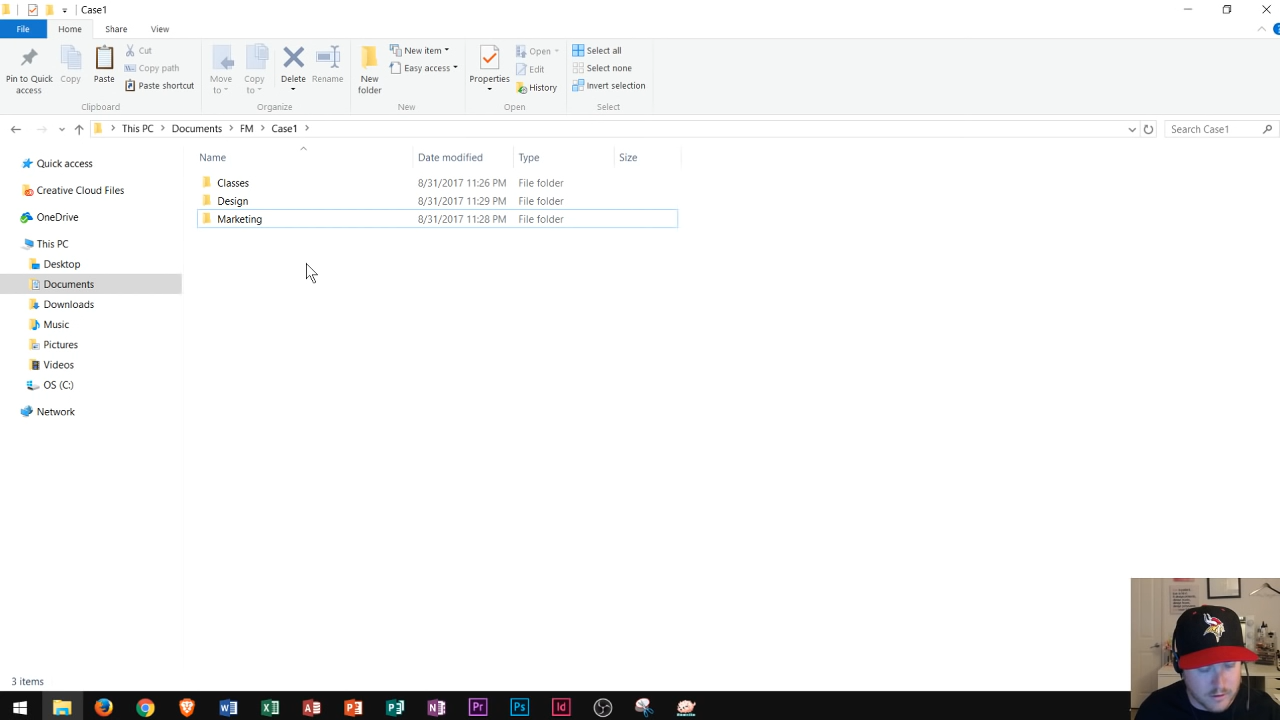 Case1
File Home Share View
Pin to Quick access
Copy
Paste
Cut
Copy path
Paste shortcut
Clipboard
Move to
Copy to
Delete
Rename
Organize
New folder
New item
Easy access
New
Properties
Open
Edit
History
Open
Select all
Select none
Invert selection
Select
This PC Documents FM Case1
Search Case1
Quick access
Creative Cloud Files
OneDrive
This PC
Desktop
Documents
Downloads
Music
Pictures
Videos
OS (C:)
Network
Name Date modified Type Size
Classes 8/31/2017 11:26 PM File folder
Design 8/31/2017 11:29 PM File folder
Marketing 8/31/2017 11:28 PM File folder
3 items
Pr Ps Id